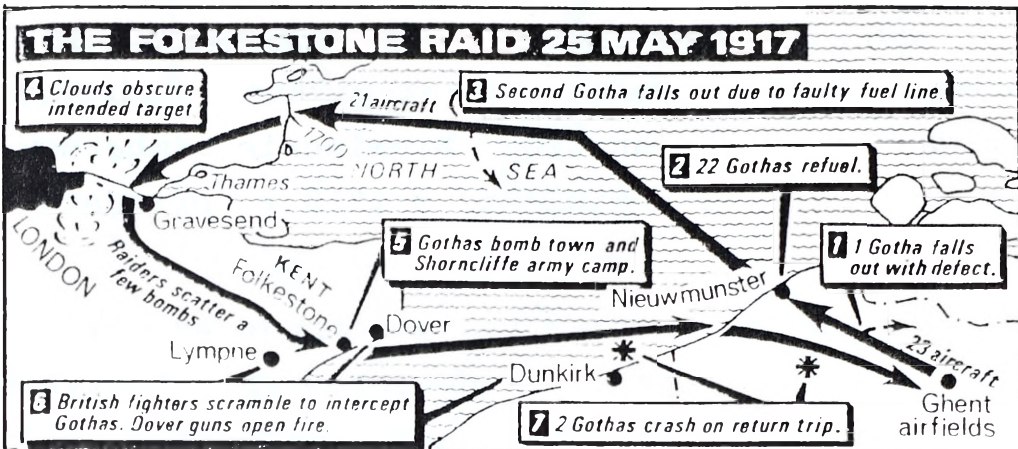 THE FOLKESTONE RAID 25 MAY 1917
4 Clouds obscure
intended target
21 aircraft
1700
3 Second Gotha falls out due to faulty fuel line.
NORTH SEA
2 22 Gothas refuel.
Thames
Gravesend
LONDON
1 1 Gotha falls
out with defect.
5 Gothas bomb town and
Shorncliffe army camp.
Raiders scatter a
few bombs
KENT
Folkestone
Nieuwmunster
Dover
Lympne
23 aircraft
Dunkirk
Ghent
airfields
6 British fighters scramble to intercept
Gothas. Dover guns open fire.
7 2 Gothas crash on return trip.